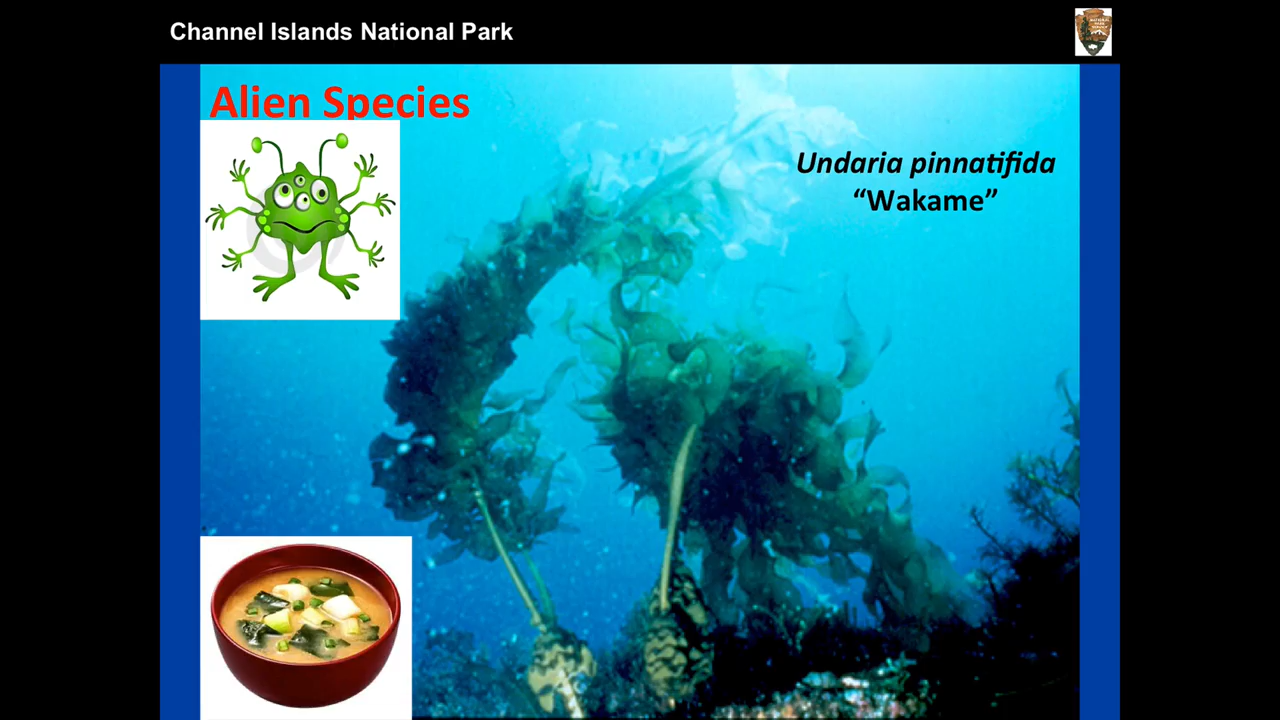 Channel Islands National Park
Alien Species
Undaria pinnatifida
“Wakame”